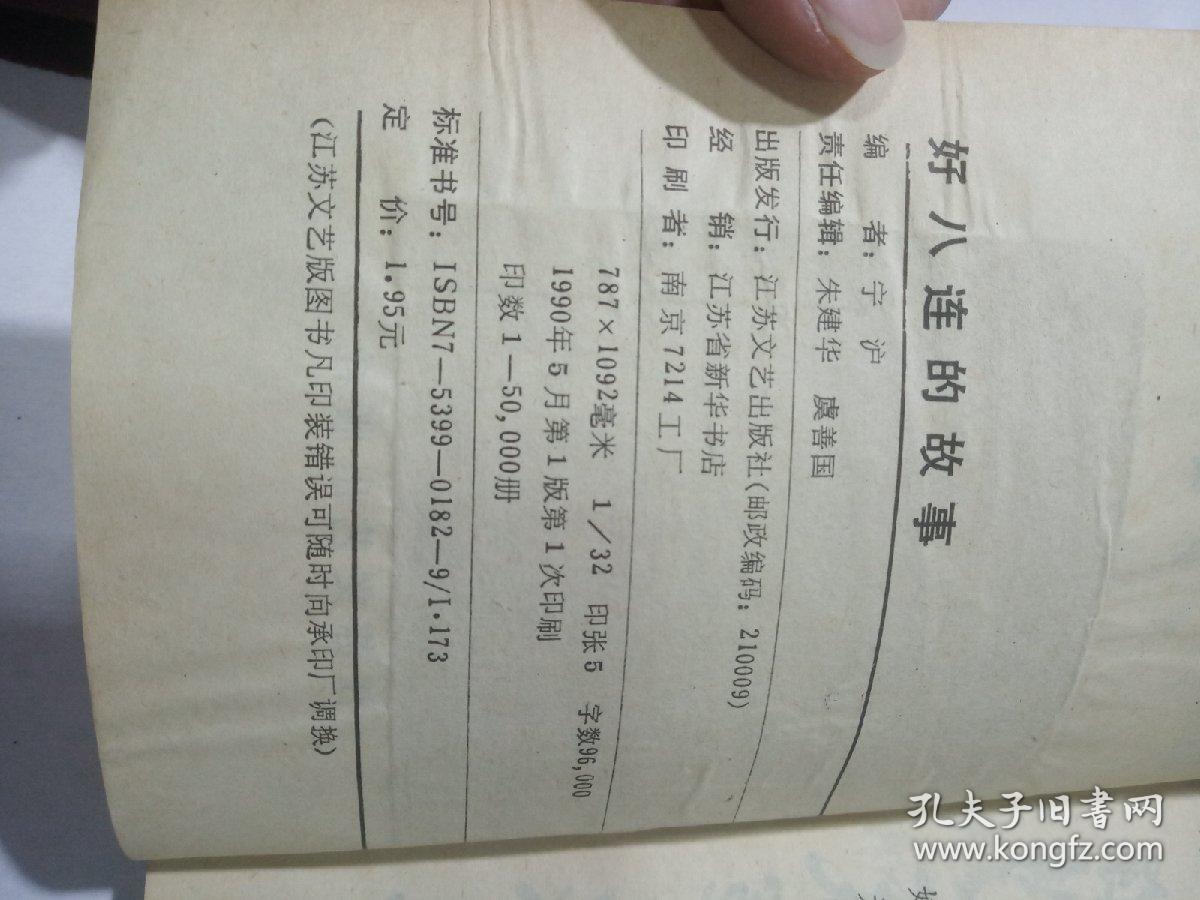 好八连的故事
编 者：宁 沪
责任编辑：朱建华 虞善国
出版发行：江苏文艺出版社（邮政编码：210009）
经 销：江苏省新华书店
印 刷 者：南京7214工厂
787×1092毫米 1/32 印张5 字数96,000
1990年5月第1版第1次印刷
印数1—50,000册
标准书号：ISBN7—5399—0182—9/I·173
定 价：1.95元
（江苏文艺版图书凡印装错误可随时向承印厂调换）
孔夫子旧书网
www.kongfz.com